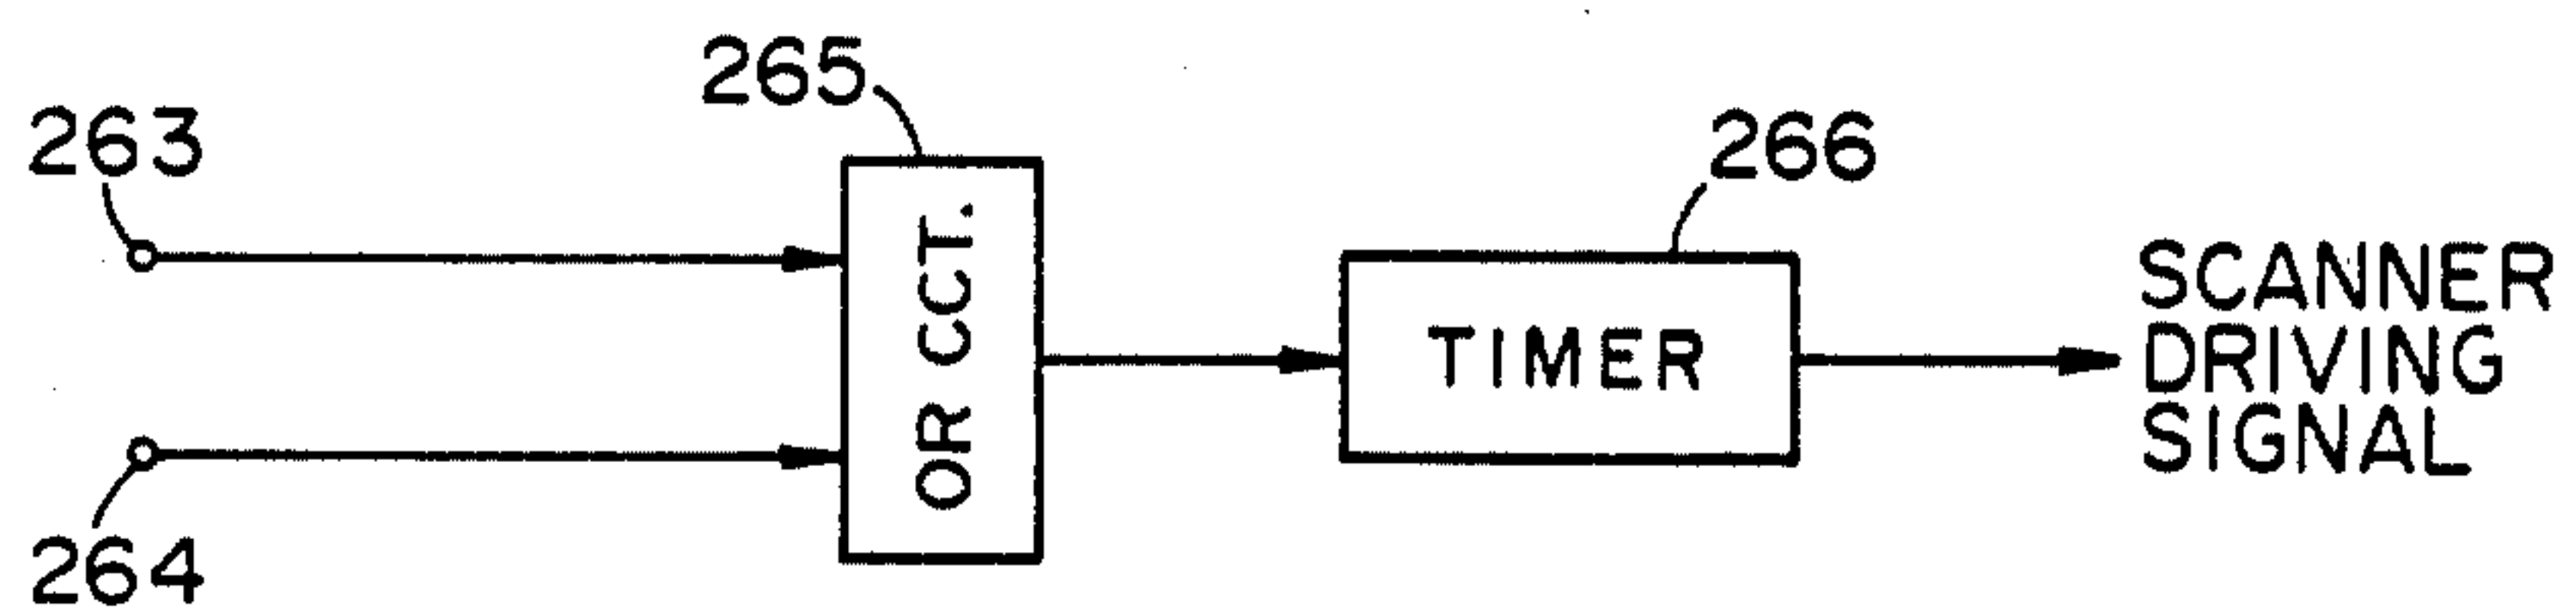 265
263
266
OR CCT.
TIMER
SCANNER
DRIVING
SIGNAL
264